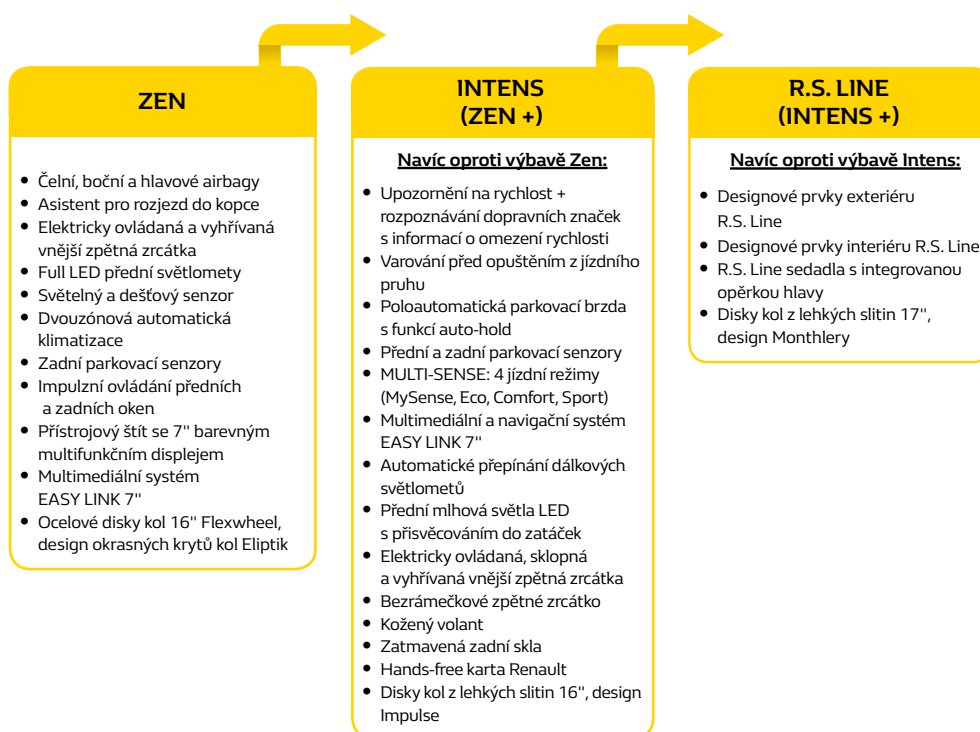 ZEN
Čelní, boční a hlavové airbagy
Asistent pro rozjezd do kopce
Elektricky ovládaná a vyhřívaná
vnější zpětná zrcátka
Full LED přední světlomety
Světelný a dešťový senzor
Dvouzónová automatická
klimatizace
Zadní parkovací senzory
Impulzní ovládání předních
a zadních oken
Přístrojový štít se 7" barevným
multifunkčním displejem
Multimediální systém
EASY LINK 7"
Ocelové disky kol 16" Flexwheel,
design okrasných krytů kol Eliptik
INTENS
(ZEN +)
Navíc oproti výbavě Zen:
Upozornění na rychlost +
rozpoznávání dopravních značek
s informací o omezení rychlosti
Varování před opuštěním z jízdního
pruhu
Poloautomatická parkovací brzda
s funkcí auto-hold
Přední a zadní parkovací senzory
MULTI-SENSE: 4 jízdní režimy
(MySense, Eco, Comfort, Sport)
Multimediální a navigační systém
EASY LINK 7"
Automatické přepínání dálkových
světlometů
Přední mlhová světla LED
s přisvěcováním do zatáček
Elektricky ovládaná, sklopná
a vyhřívaná vnější zpětná zrcátka
Bezrámečkové zpětné zrcátko
Kožený volant
Zatmavená zadní skla
Hands-free karta Renault
Disky kol z lehkých slitin 16", design
Impulse
R.S. LINE
(INTENS +)
Navíc oproti výbavě Intens:
Designové prvky exteriéru
R.S. Line
Designové prvky interiéru R.S. Line
R.S. Line sedadla s integrovanou
opěrkou hlavy
Disky kol z lehkých slitin 17",
design Monthlery